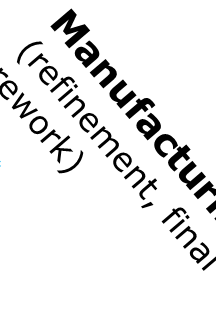 Manufacturin
(refinement, final
rework)